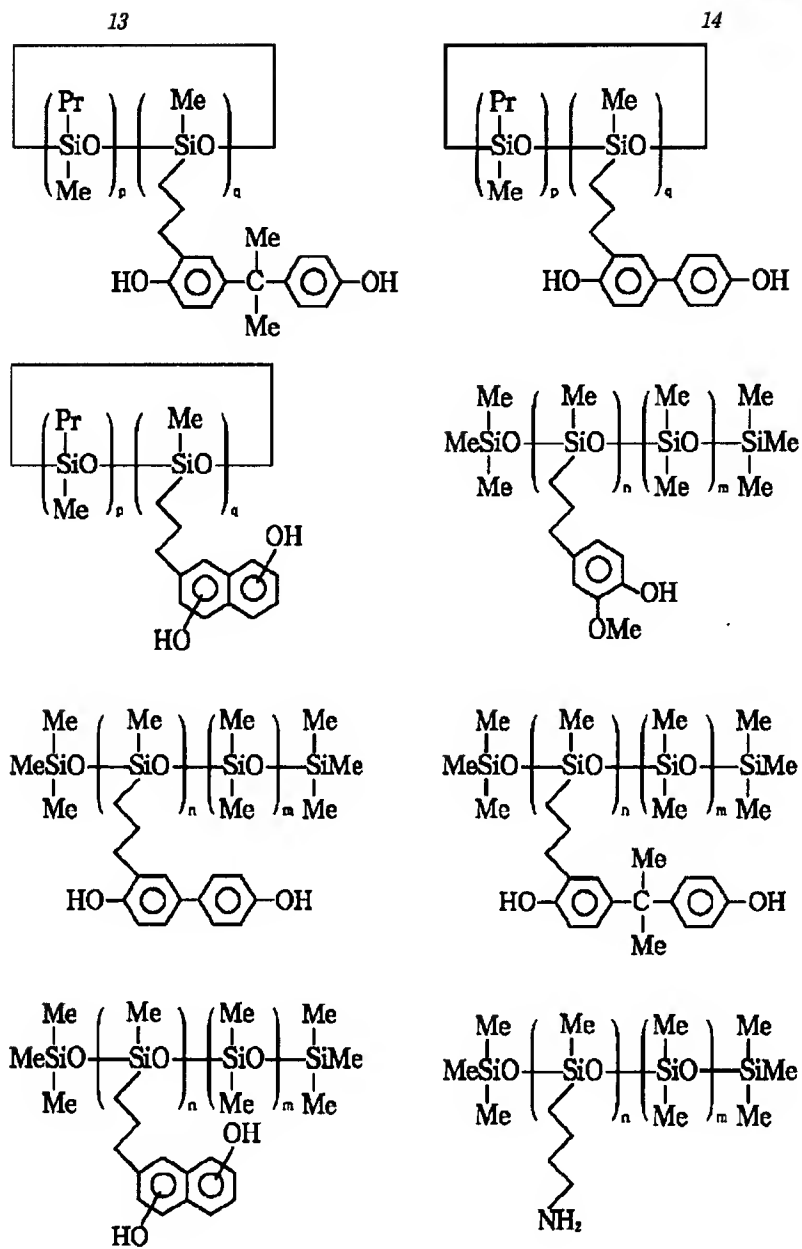 13 14
Pr Me Pr Me
SiO SiO SiO SiO
Me p q Me p q
Me
HO C OH HO OH
Me
Pr Me Me Me Me Me
SiO SiO MeSiO SiO SiO SiMe
Me p q Me n Me m Me
OH
HO OH
OMe
Me Me Me Me Me Me Me Me
MeSiO SiO SiO SiMe MeSiO SiO SiO SiMe
Me n Me m Me Me n Me m Me
Me
HO OH HO C OH
Me
Me Me Me Me Me Me Me Me
MeSiO SiO SiO SiMe MeSiO SiO SiO SiMe
Me n Me m Me Me n Me m Me
OH
HO NH₂